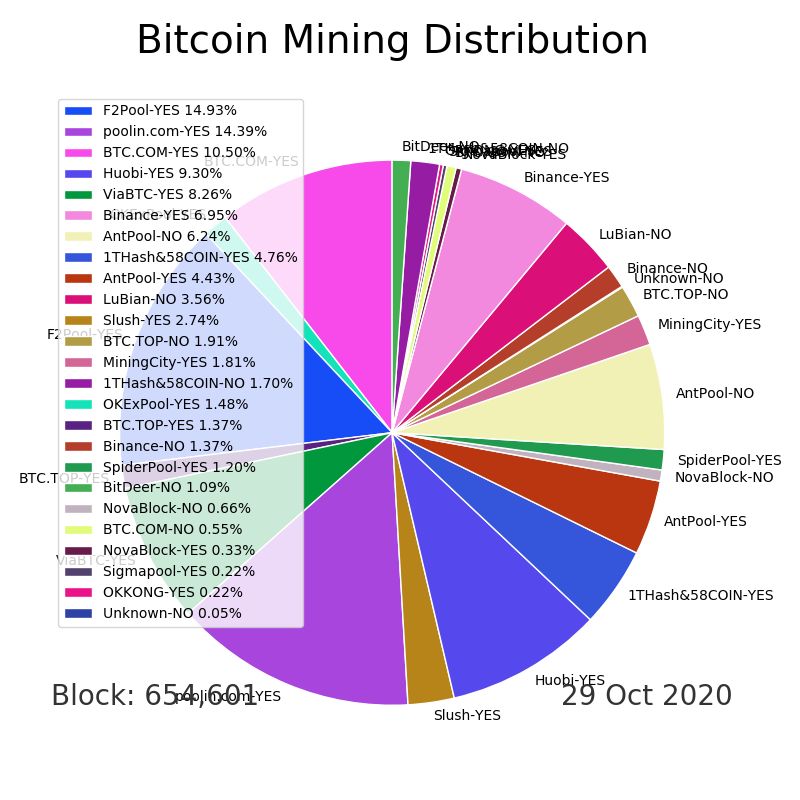 Bitcoin Mining Distribution
F2Pool-YES 14.93%
poolin.com-YES 14.39%
BTC.COM-YES 10.50%
Huobi-YES 9.30%
ViaBTC-YES 8.26%
Binance-YES 6.95%
AntPool-NO 6.24%
1THash&58COIN-YES 4.76%
AntPool-YES 4.43%
LuBian-NO 3.56%
Slush-YES 2.74%
BTC.TOP-NO 1.91%
MiningCity-YES 1.81%
1THash&58COIN-NO 1.70%
OKExPool-YES 1.48%
BTC.TOP-YES 1.37%
Binance-NO 1.37%
SpiderPool-YES 1.20%
BitDeer-NO 1.09%
NovaBlock-NO 0.66%
BTC.COM-NO 0.55%
NovaBlock-YES 0.33%
Sigmapool-YES 0.22%
OKKONG-YES 0.22%
Unknown-NO 0.05%
BTC.COM-YES
F2Pool-YES
BTC.TOP-YES
ViaBTC-YES
poolin.com-YES
Slush-YES
Huobi-YES
1THash&58COIN-YES
AntPool-YES
NovaBlock-NO
SpiderPool-YES
AntPool-NO
MiningCity-YES
BTC.TOP-NO
Unknown-NO
Binance-NO
LuBian-NO
Binance-YES
NovaBlock-YES
1THash&58COIN-NO
BitDeer-NO
Block: 654,601
29 Oct 2020